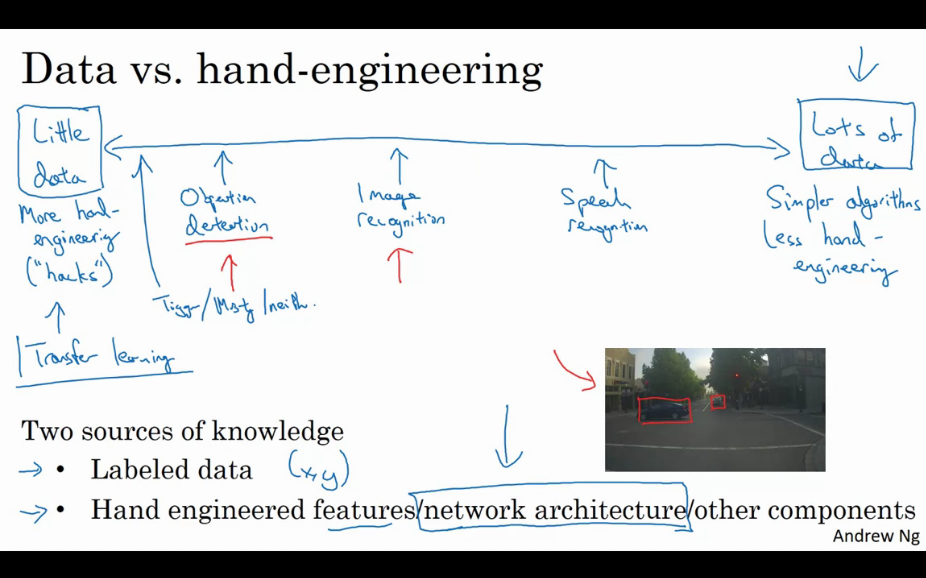 Data vs. hand-engineering
Little
data
Lots of
data
Object
detection
Image
recognition
Speech
recognition
More hand-
engineering
("hacks")
Simpler algorithms
Less hand-
engineering
Tigg/Misty/neith.
Transfer learning
Two sources of knowledge
→ • Labeled data (x,y)
→ • Hand engineered features/network architecture/other components
Andrew Ng